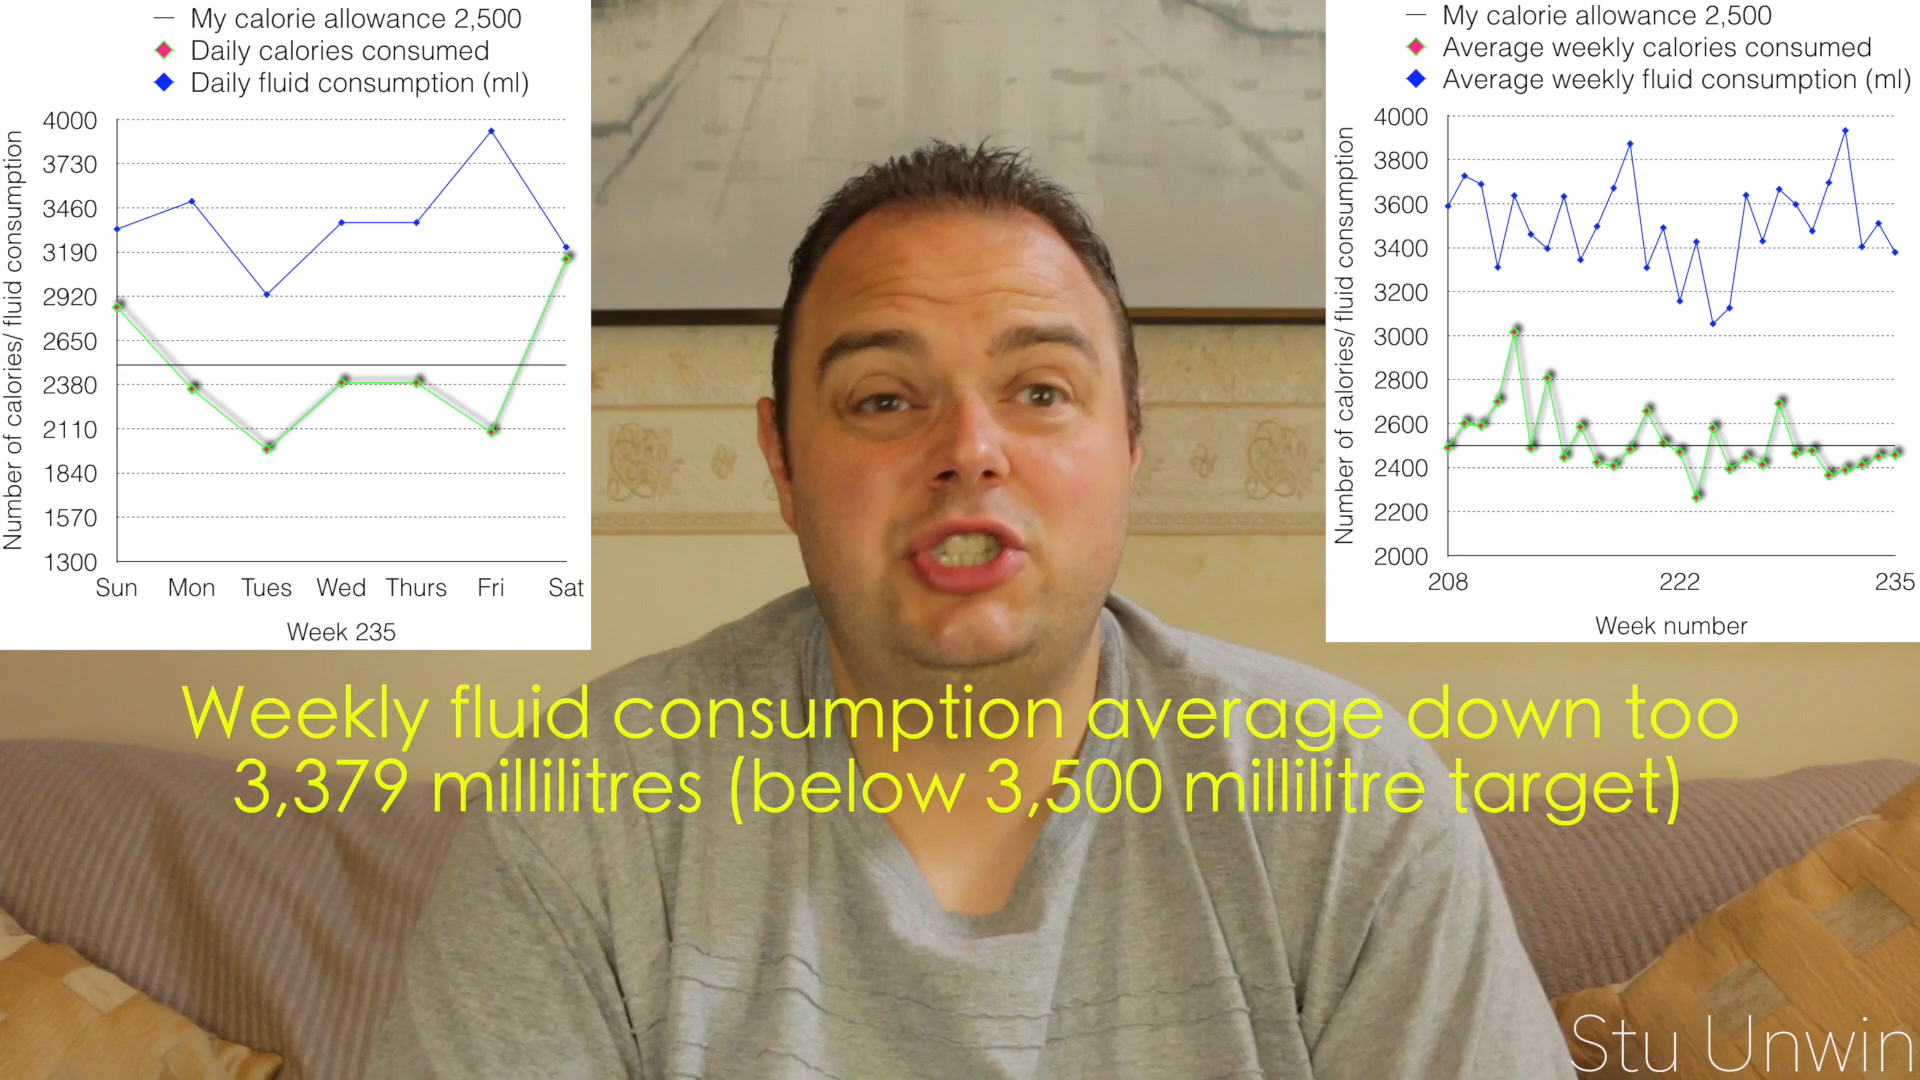 My calorie allowance 2,500
Daily calories consumed
Daily fluid consumption (ml)
Number of calories/ fluid consumption
4000
3730
3460
3190
2920
2650
2380
2110
1840
1570
1300
Sun Mon Tues Wed Thurs Fri Sat
Week 235
My calorie allowance 2,500
Average weekly calories consumed
Average weekly fluid consumption (ml)
Number of calories/ fluid consumption
4000
3800
3600
3400
3200
3000
2800
2600
2400
2200
2000
208 222 235
Week number
Weekly fluid consumption average down too
3,379 millilitres (below 3,500 millilitre target)
Stu Unwin